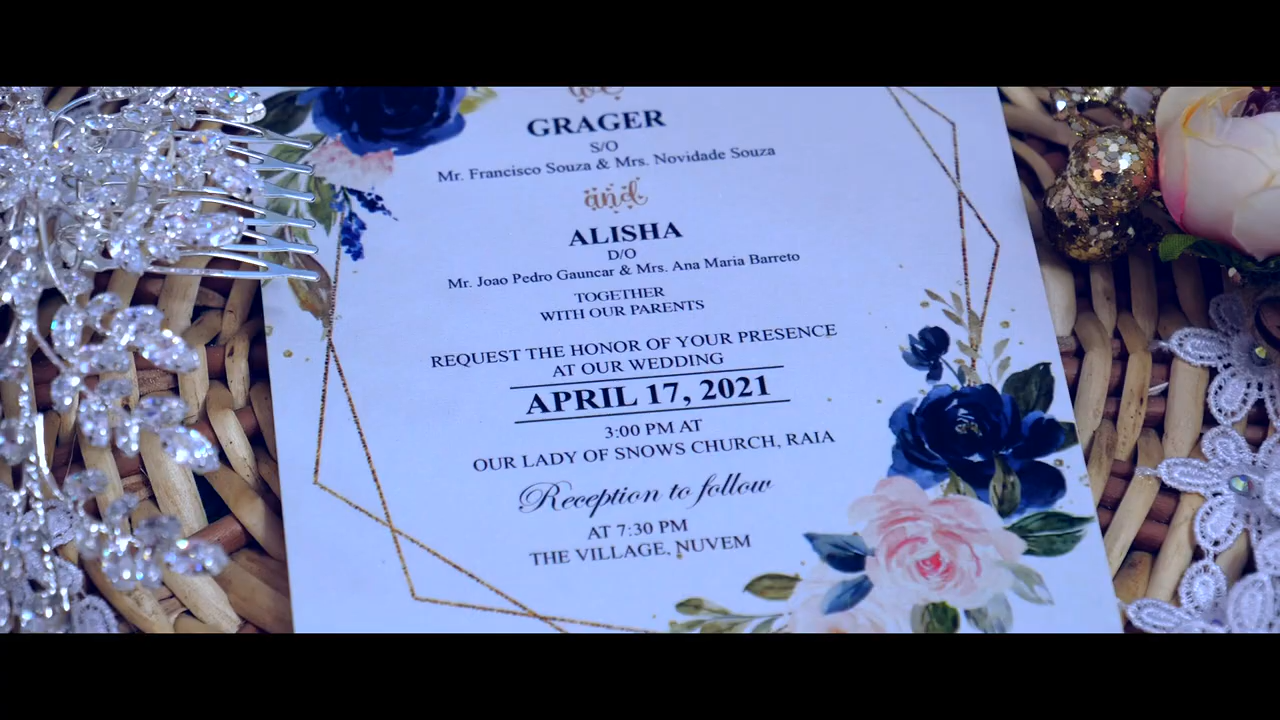 we
GRAGER
S/O
Mr. Francisco Souza & Mrs. Novidade Souza
and
ALISHA
D/O
Mr. Joao Pedro Gauncar & Mrs. Ana Maria Barreto
TOGETHER
WITH OUR PARENTS
REQUEST THE HONOR OF YOUR PRESENCE
AT OUR WEDDING
APRIL 17, 2021
3:00 PM AT
OUR LADY OF SNOWS CHURCH, RAIA
Reception to follow
AT 7:30 PM
THE VILLAGE, NUVEM